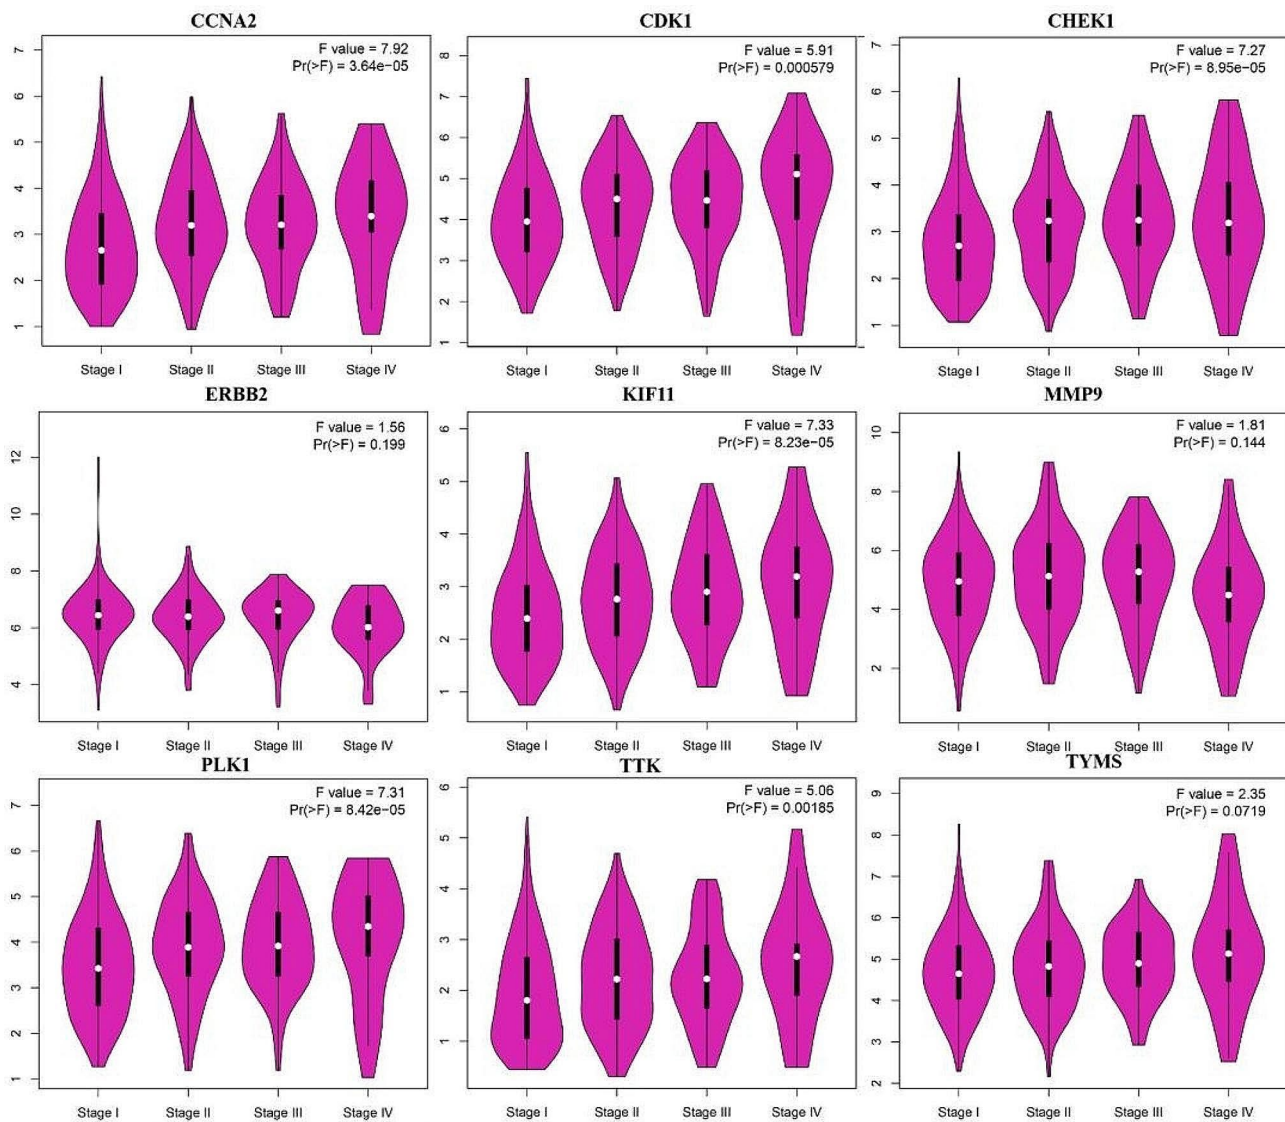 CCNA2
F value = 7.92
Pr(>F) = 3.64e−05
7
6
5
4
3
2
1
Stage I Stage II Stage III Stage IV
CDK1
F value = 5.91
Pr(>F) = 0.000579
8
7
6
5
4
3
2
1
Stage I Stage II Stage III Stage IV
CHEK1
F value = 7.27
Pr(>F) = 8.95e−05
7
6
5
4
3
2
1
Stage I Stage II Stage III Stage IV
ERBB2
F value = 1.56
Pr(>F) = 0.199
12
10
8
6
4
Stage I Stage II Stage III Stage IV
KIF11
F value = 7.33
Pr(>F) = 8.23e−05
6
5
4
3
2
1
Stage I Stage II Stage III Stage IV
MMP9
F value = 1.81
Pr(>F) = 0.144
10
8
6
4
2
Stage I Stage II Stage III Stage IV
PLK1
F value = 7.31
Pr(>F) = 8.42e−05
7
6
5
4
3
2
1
Stage I Stage II Stage III Stage IV
TTK
F value = 5.06
Pr(>F) = 0.00185
6
5
4
3
2
1
Stage I Stage II Stage III Stage IV
TYMS
F value = 2.35
Pr(>F) = 0.0719
9
8
7
6
5
4
3
2
Stage I Stage II Stage III Stage IV